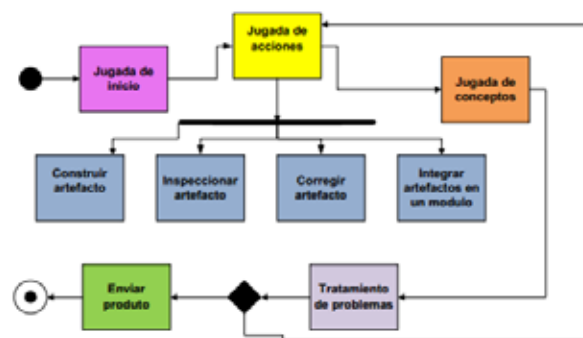 Jugada de
acciones
Jugada de
inicio
Jugada de
conceptos
Construir
artefacto
Inspeccionar
artefacto
Corregir
artefacto
Integrar
artefactos en
un modulo
Enviar
produto
Tratamiento
de problemas